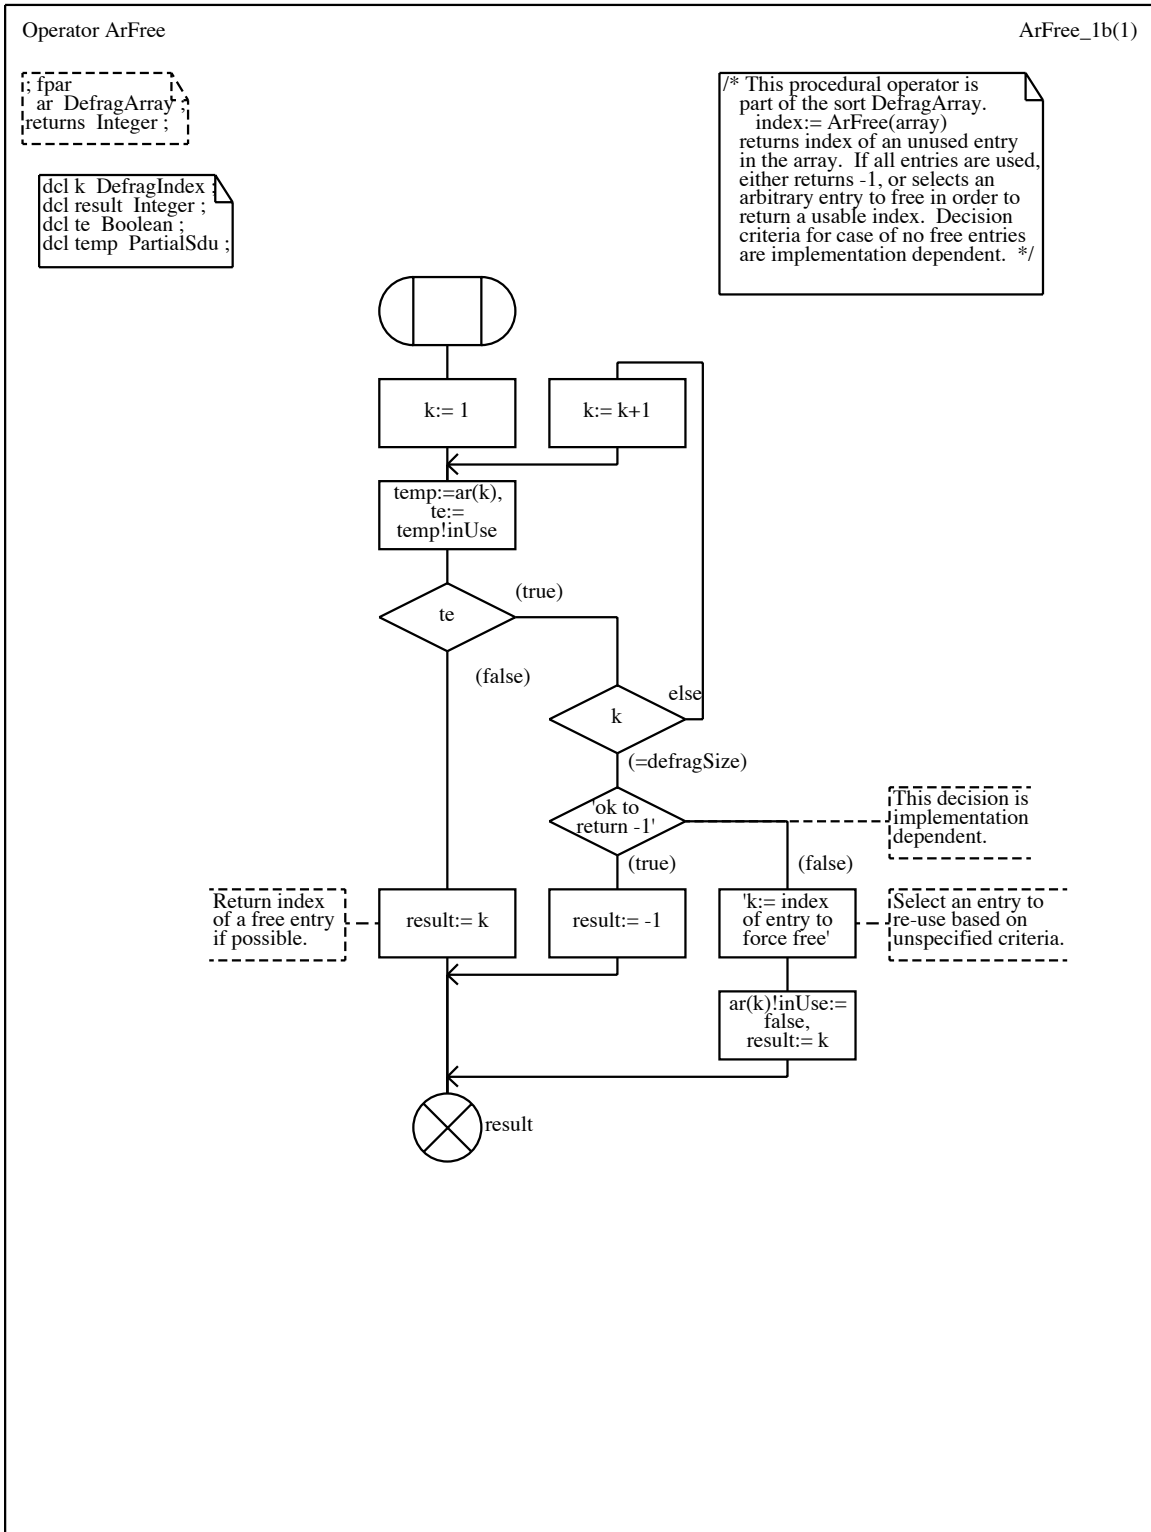 Operator ArFree
ArFree_1b(1)
; fpar
ar DefragArray ;
returns Integer ;
/* This procedural operator is
part of the sort DefragArray.
index:= ArFree(array)
returns index of an unused entry
in the array. If all entries are used,
either returns -1, or selects an
arbitrary entry to free in order to
return a usable index. Decision
criteria for case of no free entries
are implementation dependent. */
dcl k DefragIndex ;
dcl result Integer ;
dcl te Boolean ;
dcl temp PartialSdu ;
k:= 1
k:= k+1
temp:=ar(k),
te:=
temp!inUse
(true)
te
(false)
else
k
(=defragSize)
'ok to
return -1'
This decision is
implementation
dependent.
(true)
(false)
Return index
of a free entry
if possible.
result:= k
result:= -1
'k:= index
of entry to
force free'
Select an entry to
re-use based on
unspecified criteria.
ar(k)!inUse:=
false,
result:= k
result